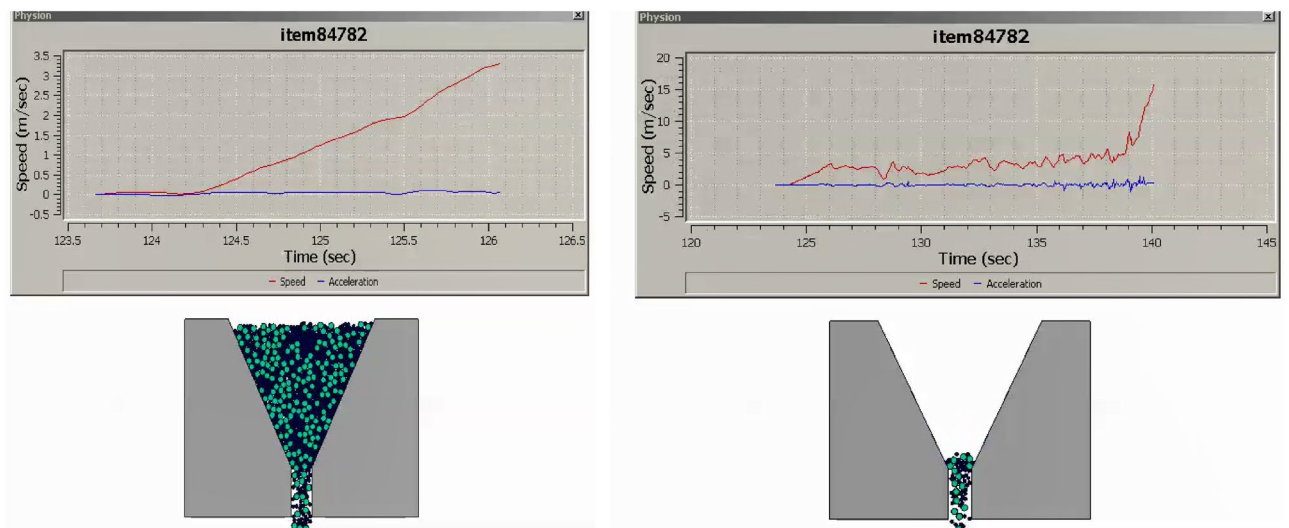 Physion
item84782
Speed (m/sec)
3.5
3
2.5
2
1.5
1
0.5
0
-0.5
123.5 124 124.5 125 125.5 126 126.5
Time (sec)
Speed Acceleration
Physion
item84782
Speed (m/sec)
20
15
10
5
0
-5
120 125 130 135 140 145
Time (sec)
Speed Acceleration